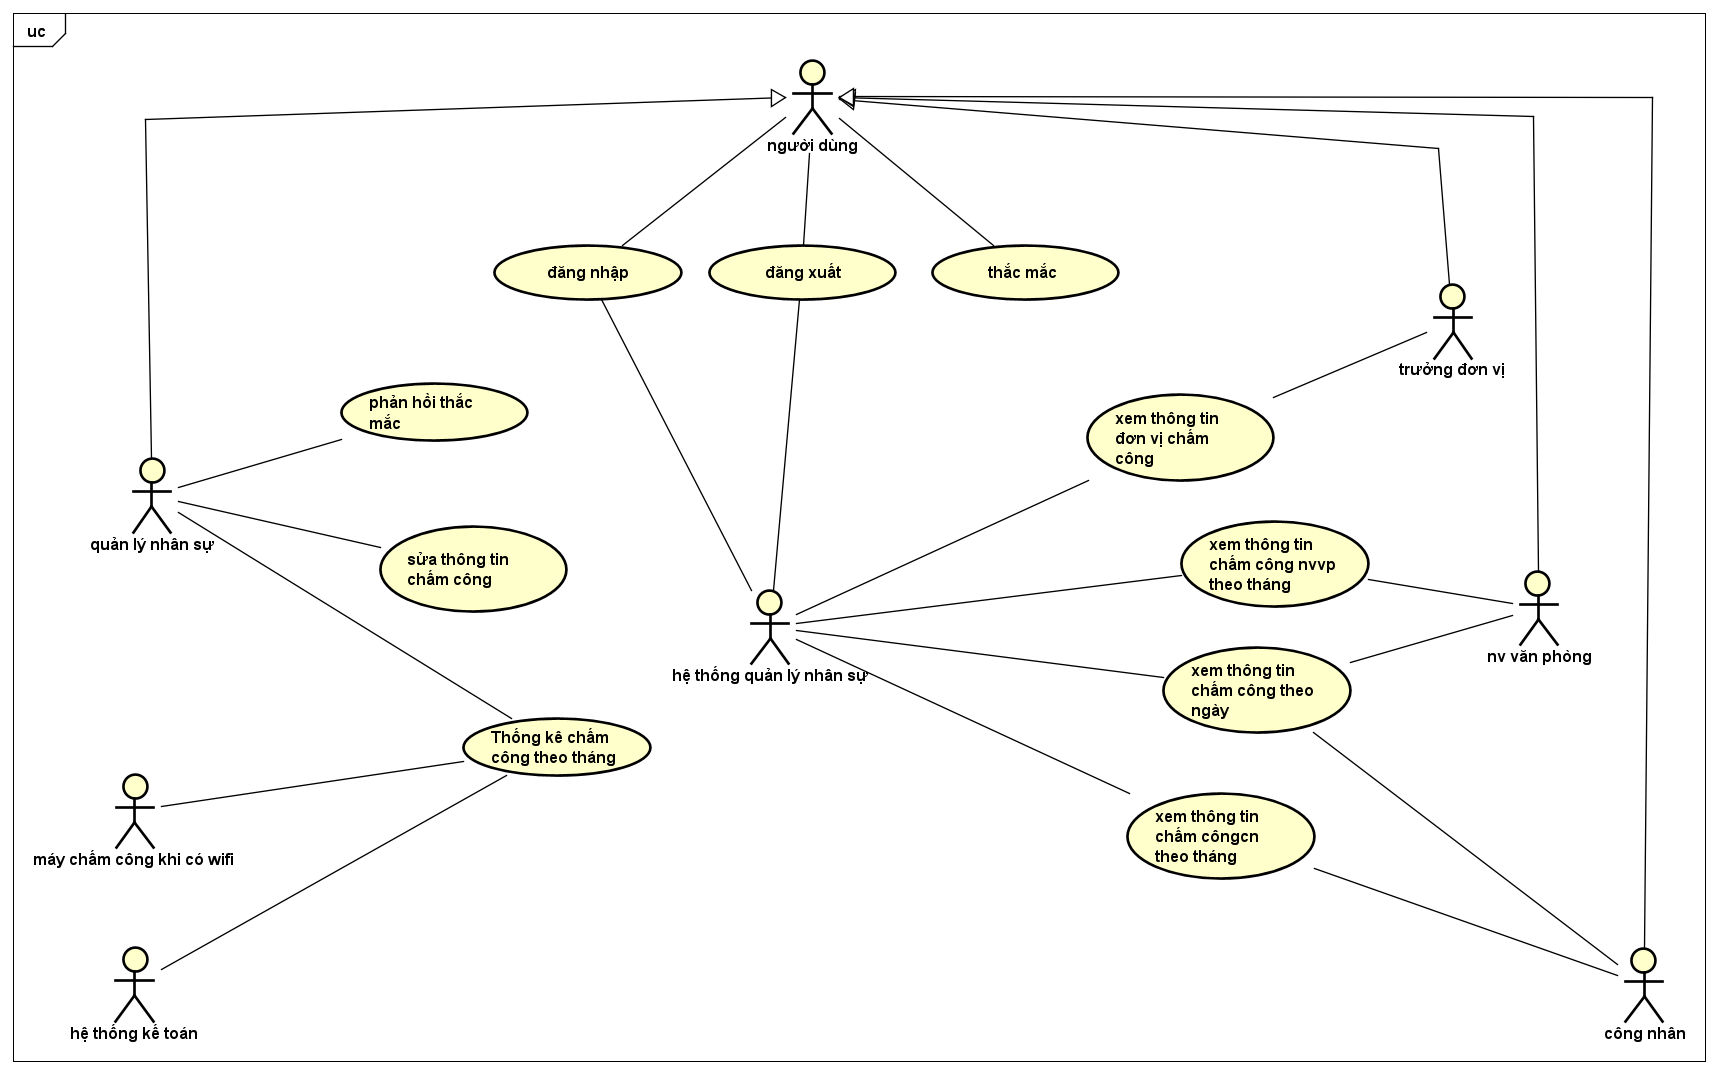 uc
người dùng
đăng nhập
đăng xuất
thắc mắc
trưởng đơn vị
phản hồi thắc
mắc
xem thông tin
đơn vị chấm
công
quản lý nhân sự
sửa thông tin
chấm công
xem thông tin
chấm công nvvp
theo tháng
nv văn phòng
hệ thống quản lý nhân sự
xem thông tin
chấm công theo
ngày
Thống kê chấm
công theo tháng
máy chấm công khi có wifi
xem thông tin
chấm côngcn
theo tháng
hệ thống kế toán
công nhân